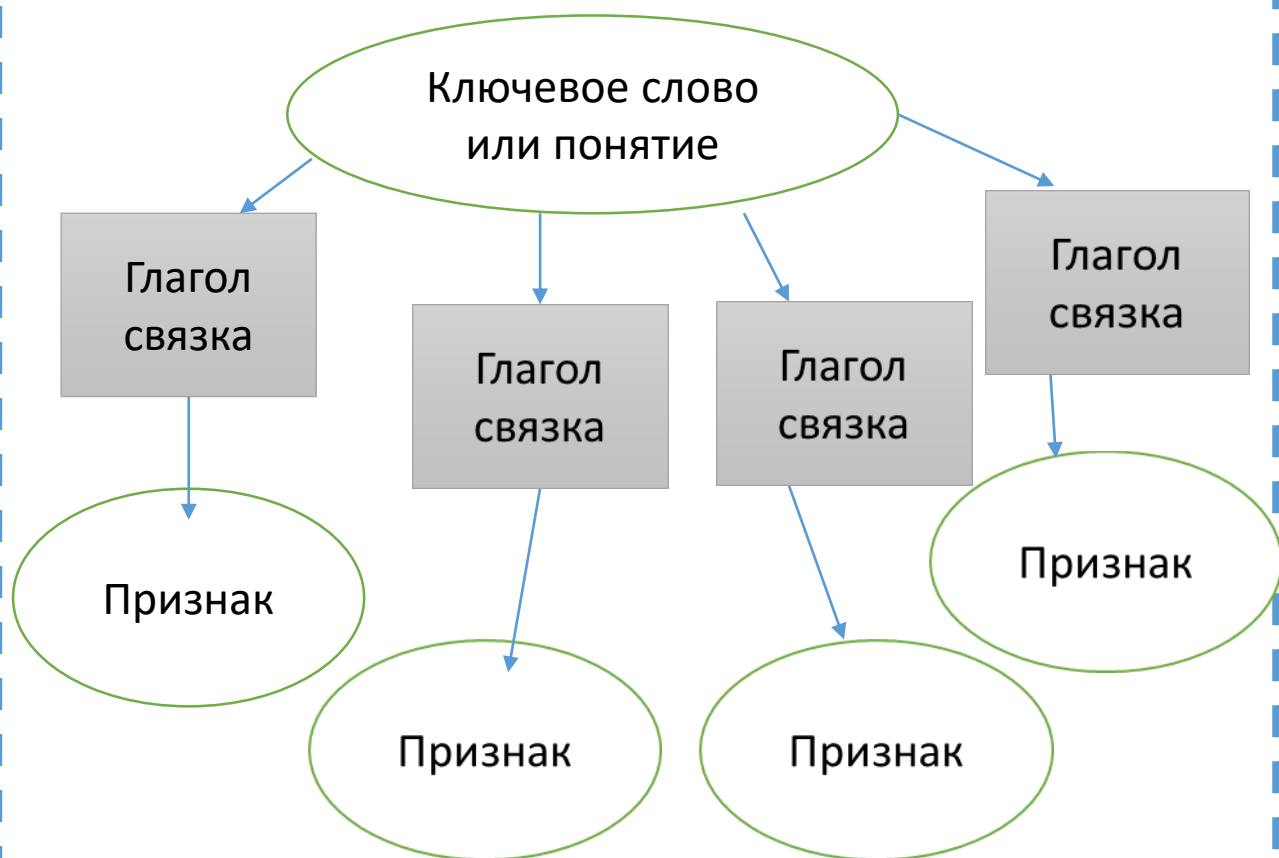 Ключевое слово
или понятие
Глагол
связка
Глагол
связка
Глагол
связка
Глагол
связка
Признак
Признак
Признак
Признак